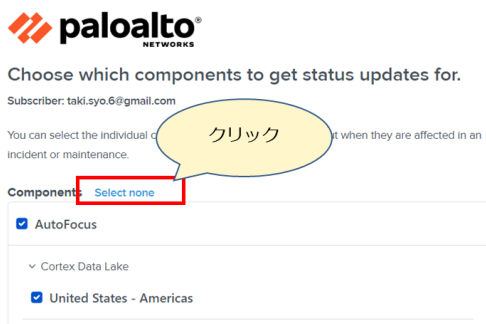 paloalto®
NETWORKS
Choose which components to get status updates for.
Subscriber: taki.syo.6@gmail.com
You can select the individual クリック when they are affected in an
incident or maintenance.
Components Select none
AutoFocus
Cortex Data Lake
United States - Americas